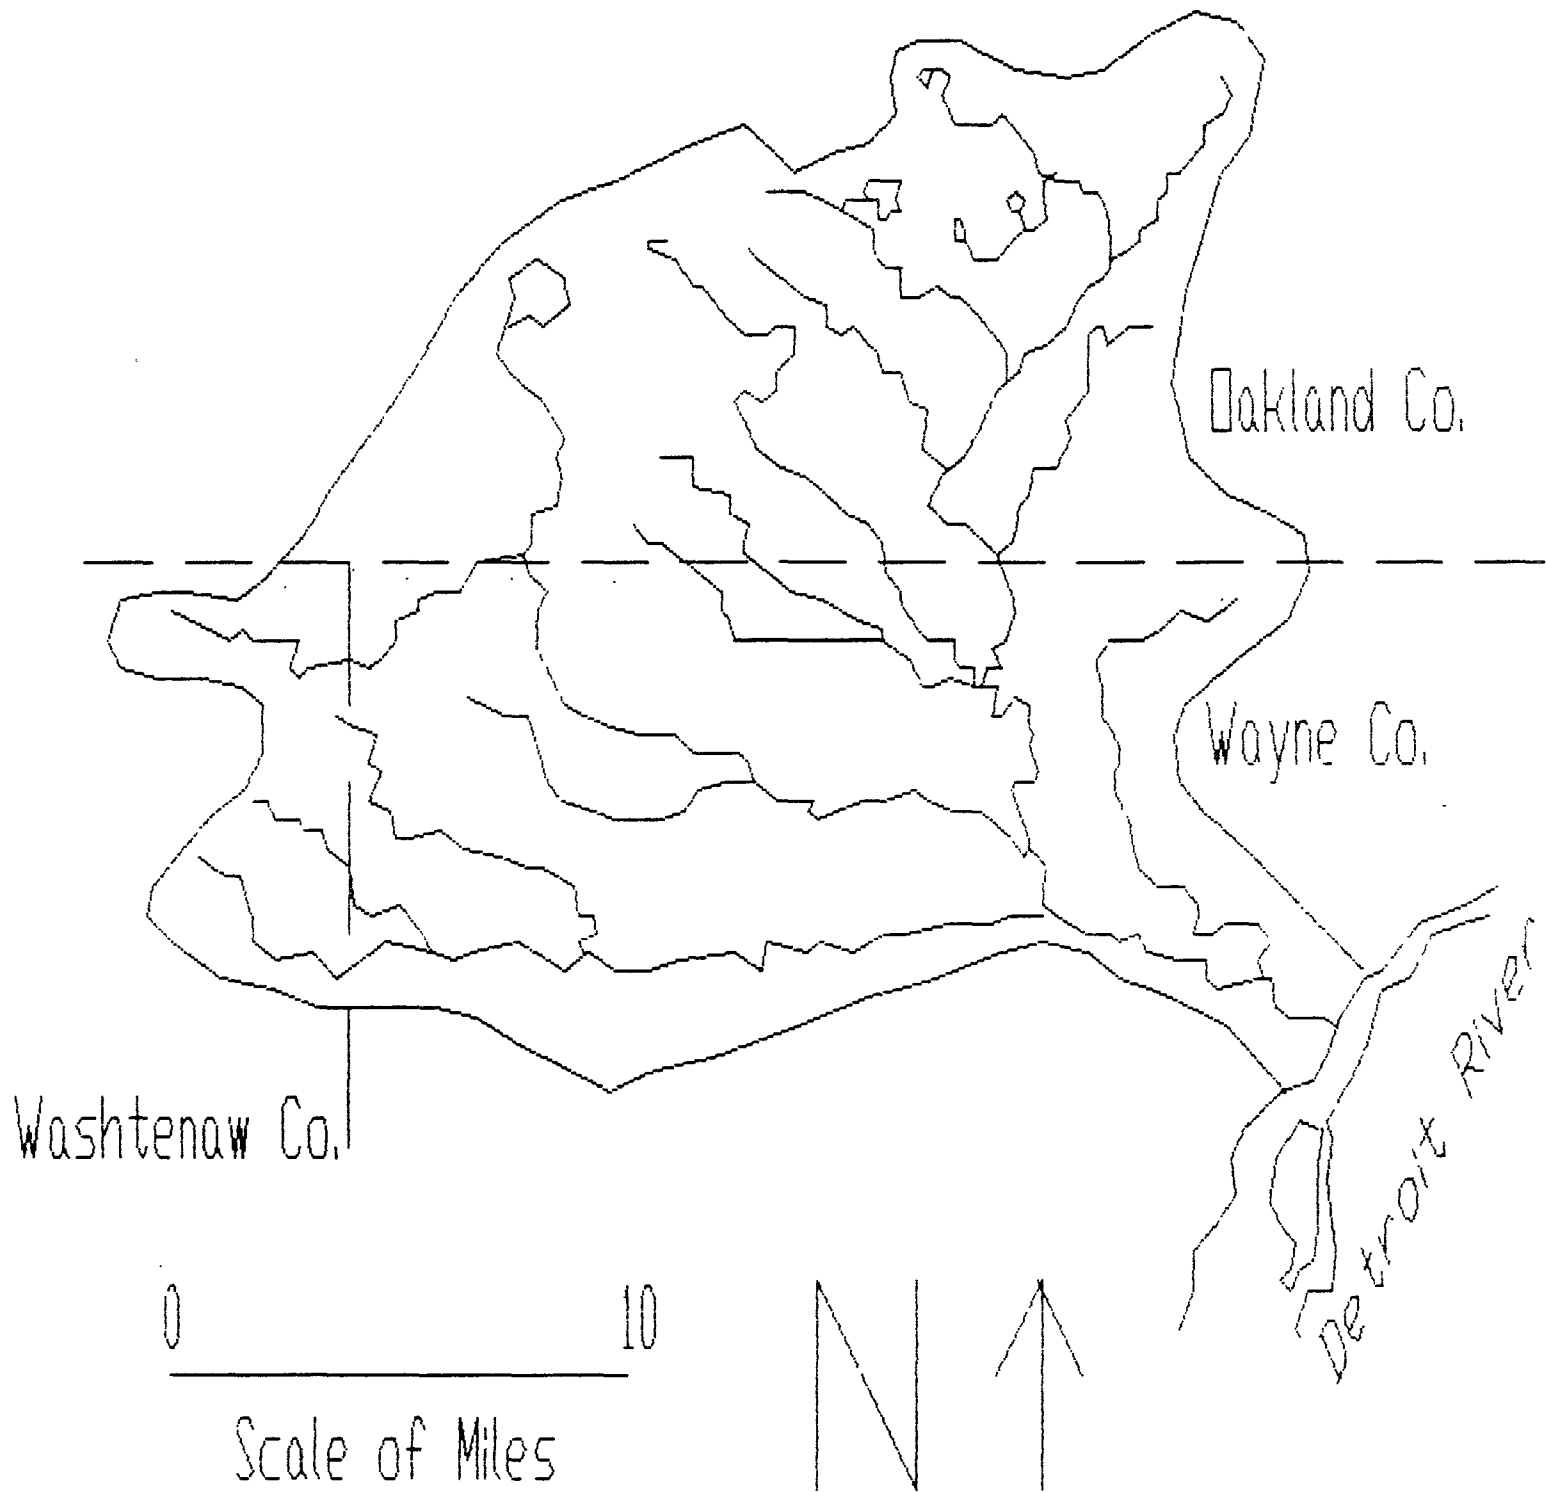 Oakland Co.
Wayne Co.
Detroit River
Washtenaw Co.
0 10
Scale of Miles
N